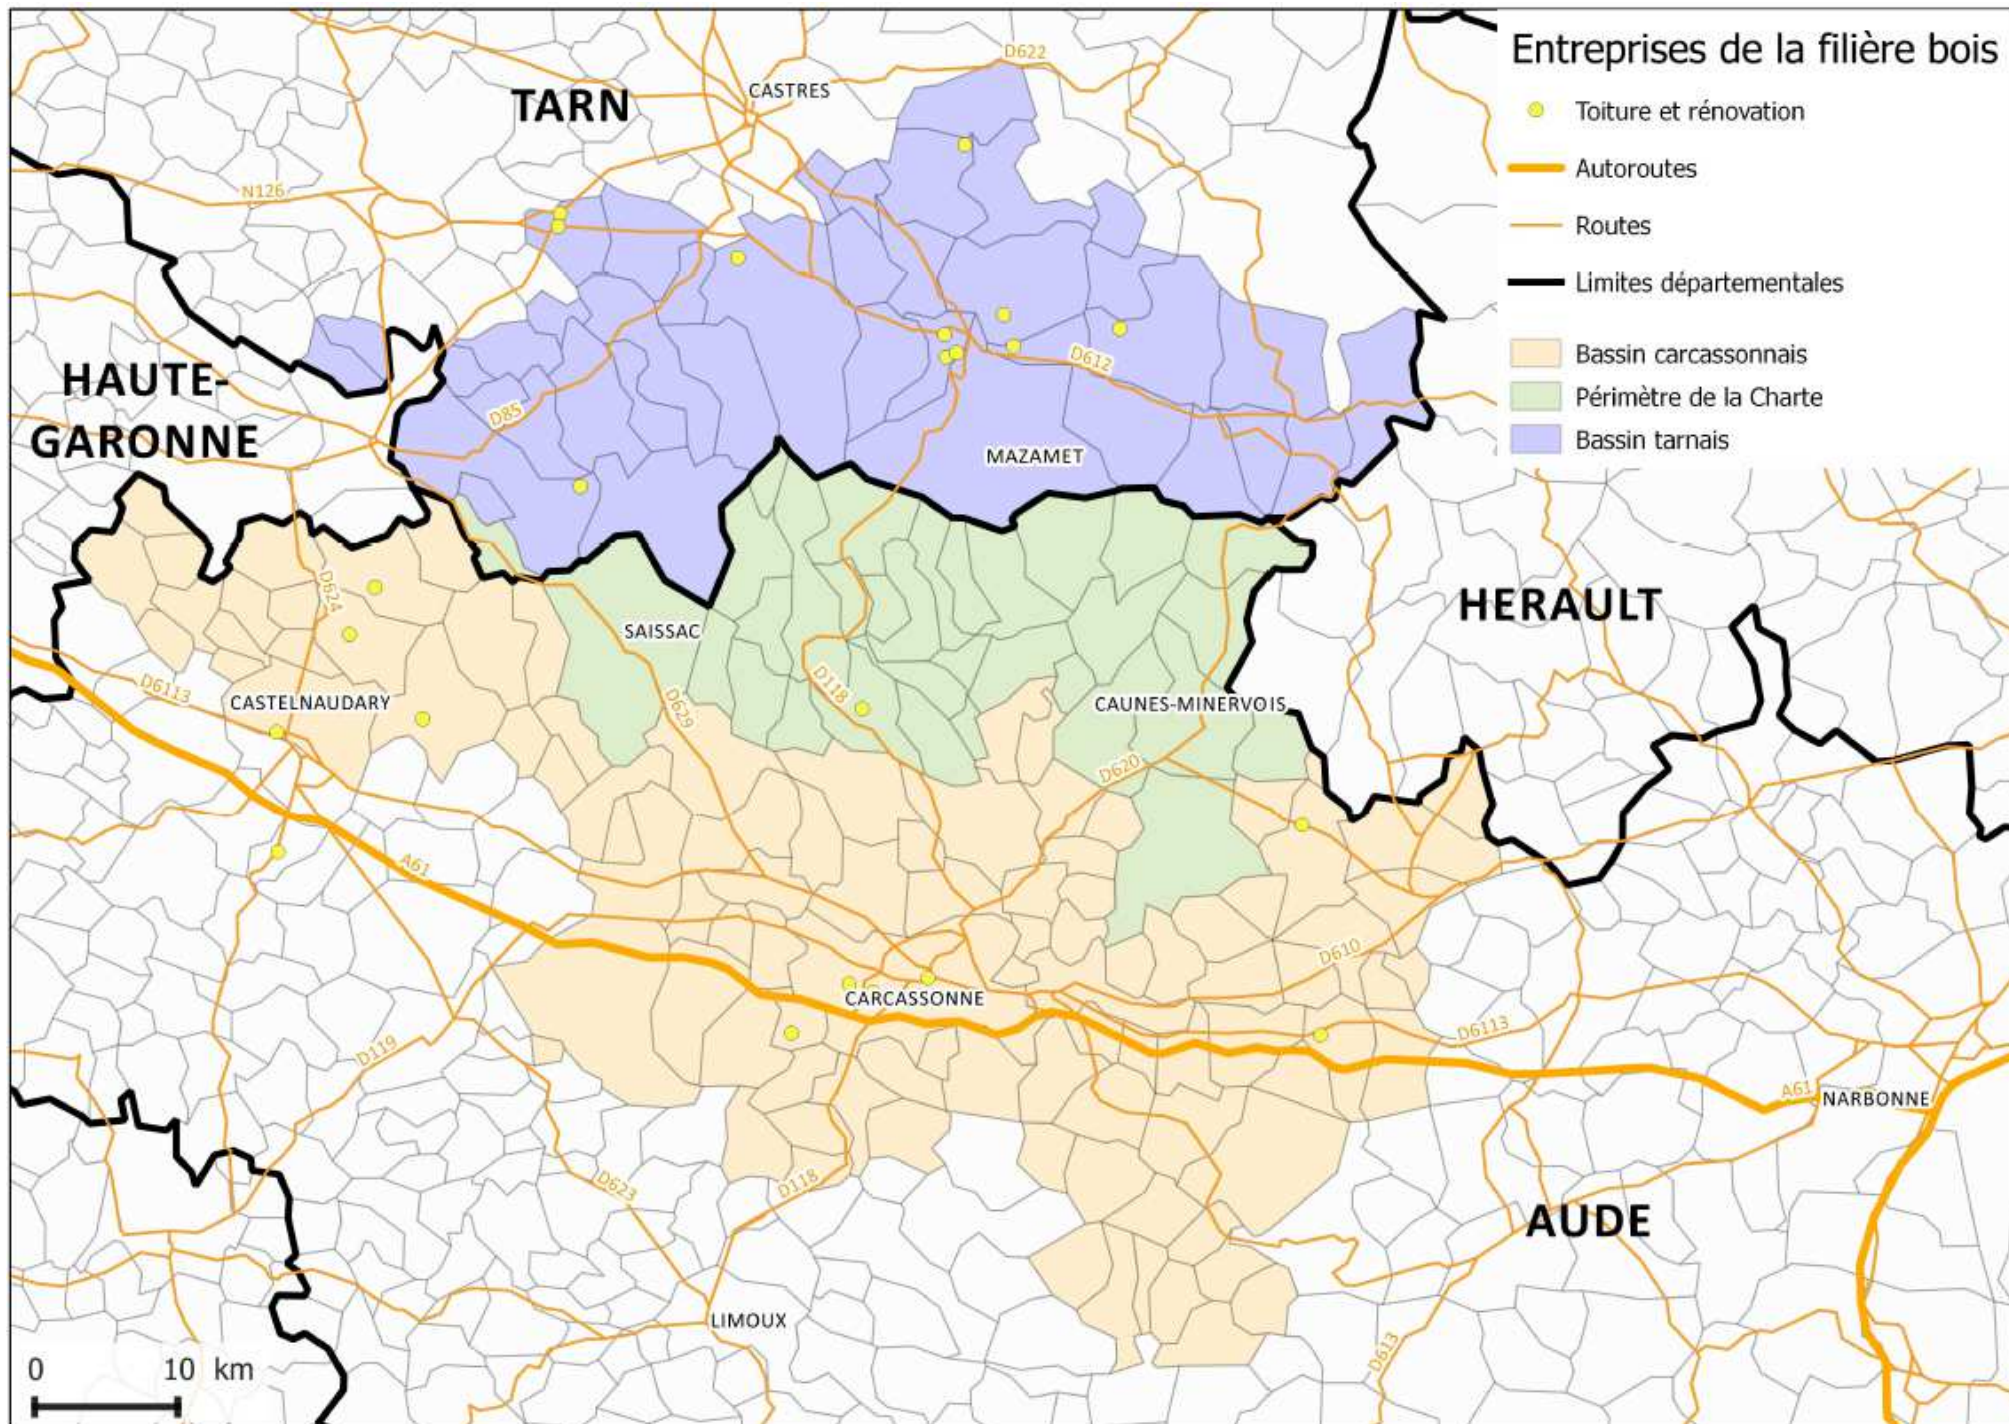 Entreprises de la filière bois
Toiture et rénovation
Autoroutes
Routes
Limites départementales
Bassin carcassonnais
Périmètre de la Charte
Bassin tarnais
D622
CASTRES
TARN
N126
D612
HAUTE-
GARONNE
D85
MAZAMET
D624
HERAULT
SAISSAC
D6113
CASTELNAUDARY
D629
D118
CAUNES-MINERVOIS
D620
A61
D610
CARCASSONNE
D6113
D119
A61
NARBONNE
D623
D118
AUDE
LIMOUX
D613
0 10 km